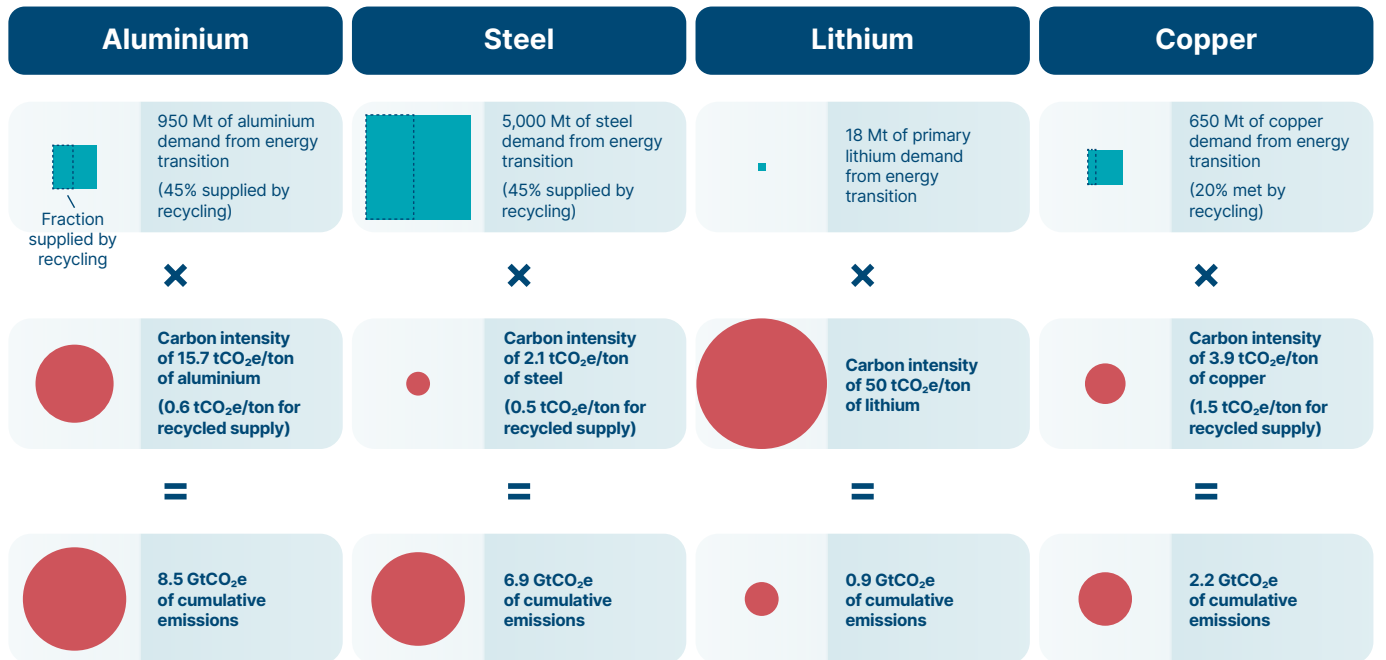 Aluminium
Steel
Lithium
Copper
950 Mt of aluminium
demand from energy
transition
(45% supplied by
recycling)
Fraction
supplied by
recycling
5,000 Mt of steel
demand from energy
transition
(45% supplied by
recycling)
18 Mt of primary
lithium demand
from energy
transition
650 Mt of copper
demand from energy
transition
(20% met by
recycling)
×
×
×
×
Carbon intensity
of 15.7 tCO₂e/ton
of aluminium
(0.6 tCO₂e/ton for
recycled supply)
Carbon intensity
of 2.1 tCO₂e/ton
of steel
(0.5 tCO₂e/ton for
recycled supply)
Carbon intensity
of 50 tCO₂e/ton
of lithium
Carbon intensity
of 3.9 tCO₂e/ton
of copper
(1.5 tCO₂e/ton for
recycled supply)
=
=
=
=
8.5 GtCO₂e
of cumulative
emissions
6.9 GtCO₂e
of cumulative
emissions
0.9 GtCO₂e
of cumulative
emissions
2.2 GtCO₂e
of cumulative
emissions